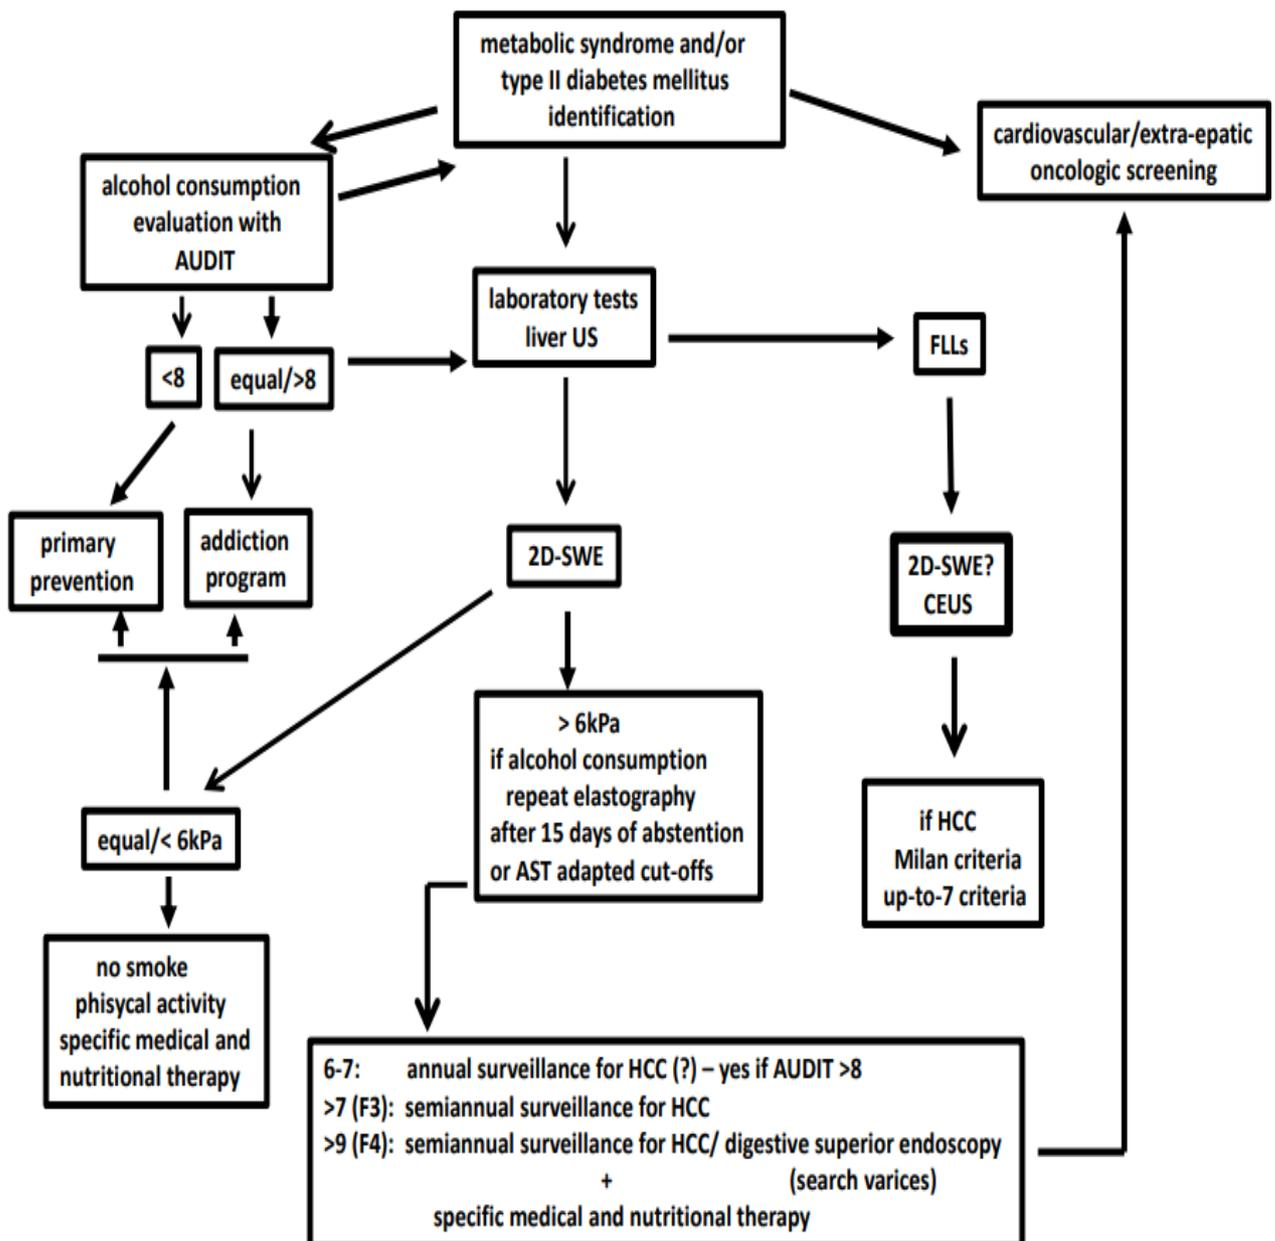 metabolic syndrome and/or
type II diabetes mellitus
identification
cardiovascular/extra-epatic
oncologic screening
alcohol consumption
evaluation with
AUDIT
laboratory tests
liver US
FLLs
<8
equal/>8
primary
prevention
addiction
program
2D-SWE
2D-SWE?
CEUS
> 6kPa
if alcohol consumption
repeat elastography
after 15 days of abstention
or AST adapted cut-offs
equal/< 6kPa
if HCC
Milan criteria
up-to-7 criteria
no smoke
phisycal activity
specific medical and
nutritional therapy
6-7: annual surveillance for HCC (?) – yes if AUDIT >8
>7 (F3): semiannual surveillance for HCC
>9 (F4): semiannual surveillance for HCC/ digestive superior endoscopy
+ (search varices)
specific medical and nutritional therapy